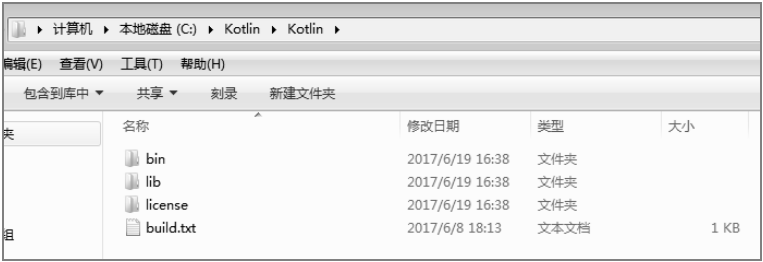 计算机 本地磁盘 (C:) Kotlin Kotlin
编辑(E) 查看(V) 工具(T) 帮助(H)
包含到库中 共享 刻录 新建文件夹
夹 名称 修改日期 类型 大小
bin 2017/6/19 16:38 文件夹
lib 2017/6/19 16:38 文件夹
license 2017/6/19 16:38 文件夹
组 build.txt 2017/6/8 18:13 文本文档 1 KB